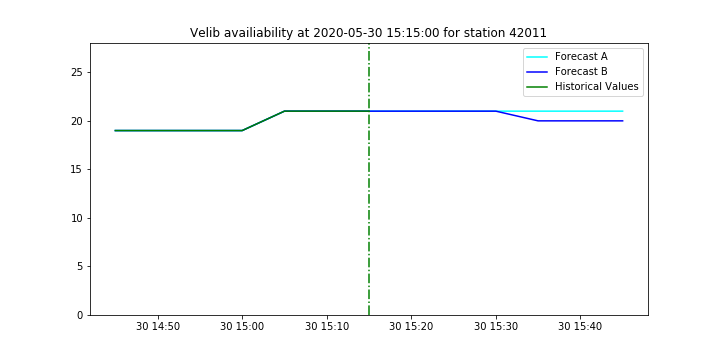 Velib availiability at 2020-05-30 15:15:00 for station 42011
Forecast A
Forecast B
Historical Values
25
20
15
10
5
0
30 14:50 30 15:00 30 15:10 30 15:20 30 15:30 30 15:40